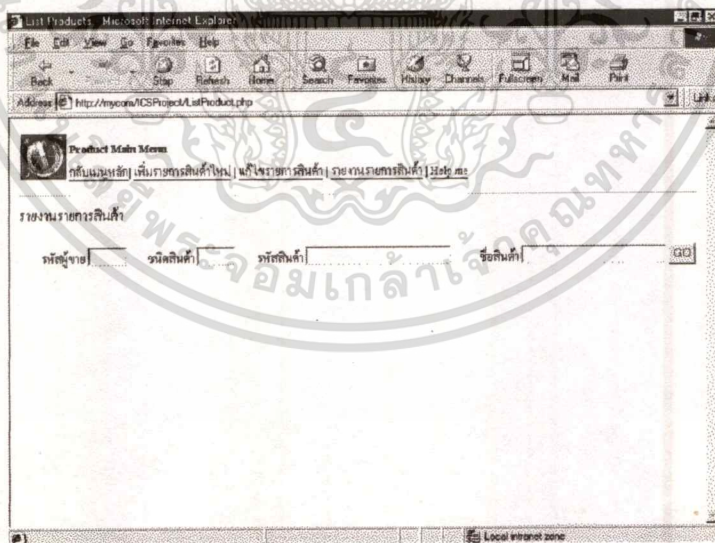 List Products - Microsoft Internet Explorer
File Edit View Go Favorites Help
Back Stop Refresh Home Search Favorites History Channels Fullscreen Mail Print
Address http://mycom/ICSProject/ListProduct.php Links
Product Main Menu
กลับเมนูหลัก| เพิ่มรายการสินค้าใหม่ | แก้ไขรายการสินค้า | รายงานรายการสินค้า | Help me
รายงานรายการสินค้า
รหัสผู้ขาย ชนิดสินค้า รหัสสินค้า ชื่อสินค้า GO
Local intranet zone